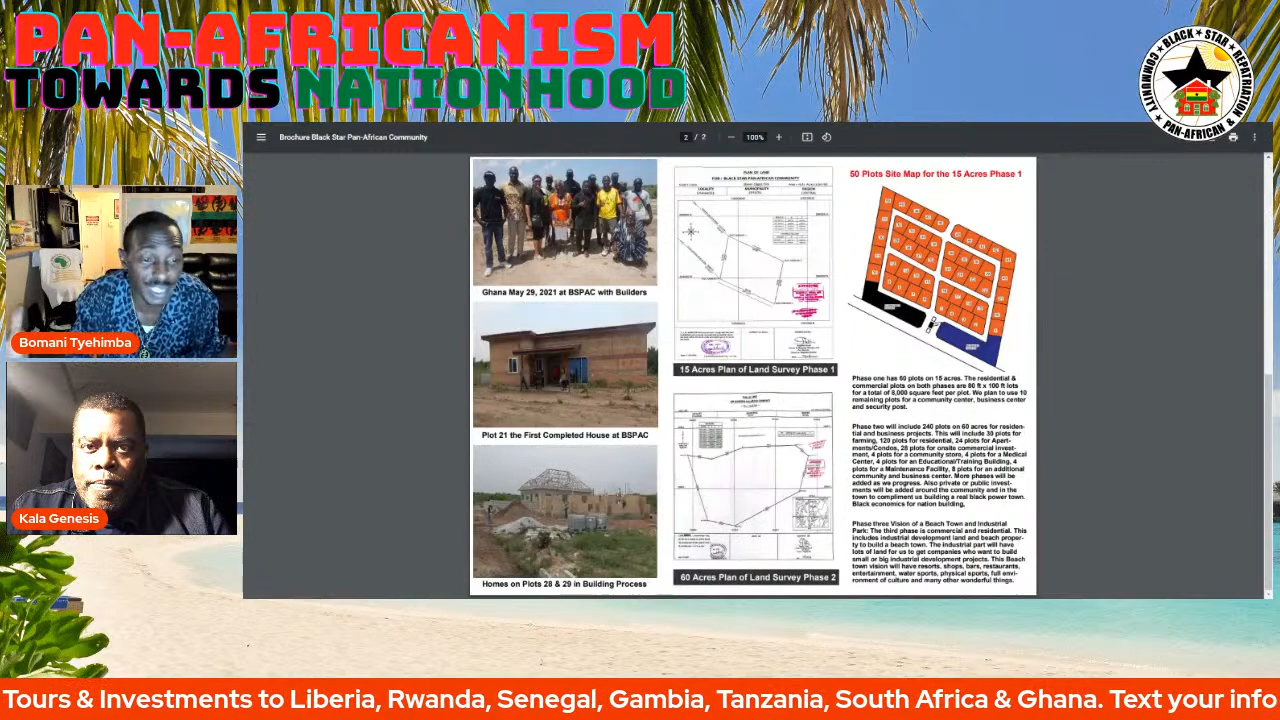 PAN-AFRICANISM
TOWARDS NATIONHOOD
BLACK ★ STAR ★ REPATRIATION
PAN-AFRICAN & COMMUNITY
Brochure Black Star Pan-African Community
2 / 2
100%
Bomani Tyehimba
Kala Genesis
Ghana May 29, 2021 at BSPAC with Builders
Plot 21 the First Completed House at BSPAC
Homes on Plots 28 & 29 in Building Process
PLAN OF LAND
FOR: BLACK STAR PAN-AFRICAN COMMUNITY
LOCALITY
MUNICIPALITY
REGION
15 Acres Plan of Land Survey Phase 1
60 Acres Plan of Land Survey Phase 2
50 Plots Site Map for the 15 Acres Phase 1
Phase one has 60 plots on 15 acres. The residential &
commercial plots on both phases are 80 ft x 100 ft lots
for a total of 8,000 square feet per plot. We plan to use 10
remaining plots for a community center, business center
and security post.
Phase two will include 240 plots on 60 acres for residen-
tial and business projects. This will include 30 plots for
farming, 120 plots for residential, 24 plots for Apart-
ments/Condos, 28 plots for onsite commercial invest-
ment, 4 plots for a community store, 4 plots for a Medical
Center, 4 plots for an Educational/Training Building, 4
plots for a Maintenance Facility, 8 plots for an additional
community and business center. More phases will be
added as we progress. Also private or public invest-
ments will be added around the community and in the
town to compliment us building a real black power town.
Black economics for nation building,
Phase three Vision of a Beach Town and Industrial
Park: The third phase is commercial and residential. This
includes industrial development land and beach proper-
ty to build a beach town. The industrial part will have
lots of land for us to get companies who want to build
small or big industrial development projects. This Beach
town vision will have resorts, shops, bars, restaurants,
entertainment, water sports, physical sports, full envi-
ronment of culture and many other wonderful things.
Tours & Investments to Liberia, Rwanda, Senegal, Gambia, Tanzania, South Africa & Ghana. Text your info